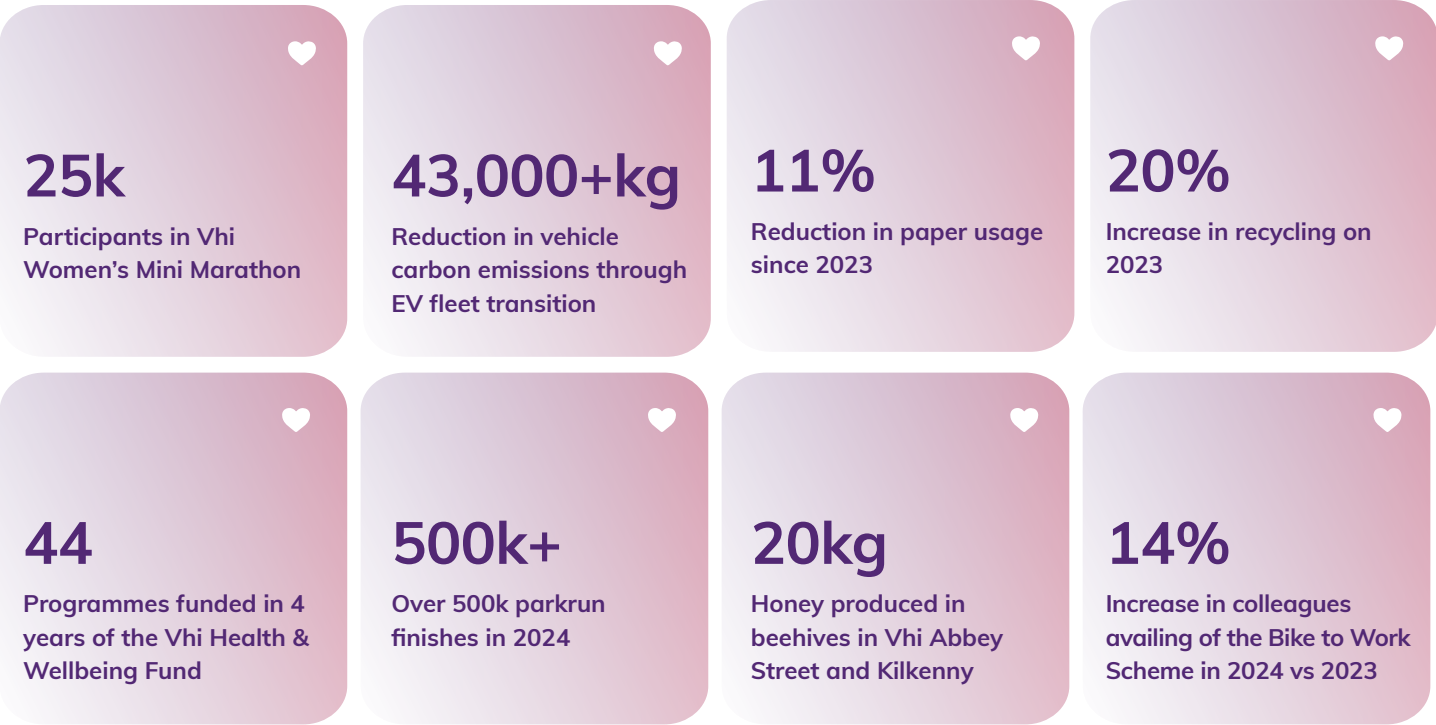 25k
Participants in Vhi
Women’s Mini Marathon
43,000+kg
Reduction in vehicle
carbon emissions through
EV fleet transition
11%
Reduction in paper usage
since 2023
20%
Increase in recycling on
2023
44
Programmes funded in 4
years of the Vhi Health &
Wellbeing Fund
500k+
Over 500k parkrun
finishes in 2024
20kg
Honey produced in
beehives in Vhi Abbey
Street and Kilkenny
14%
Increase in colleagues
availing of the Bike to Work
Scheme in 2024 vs 2023